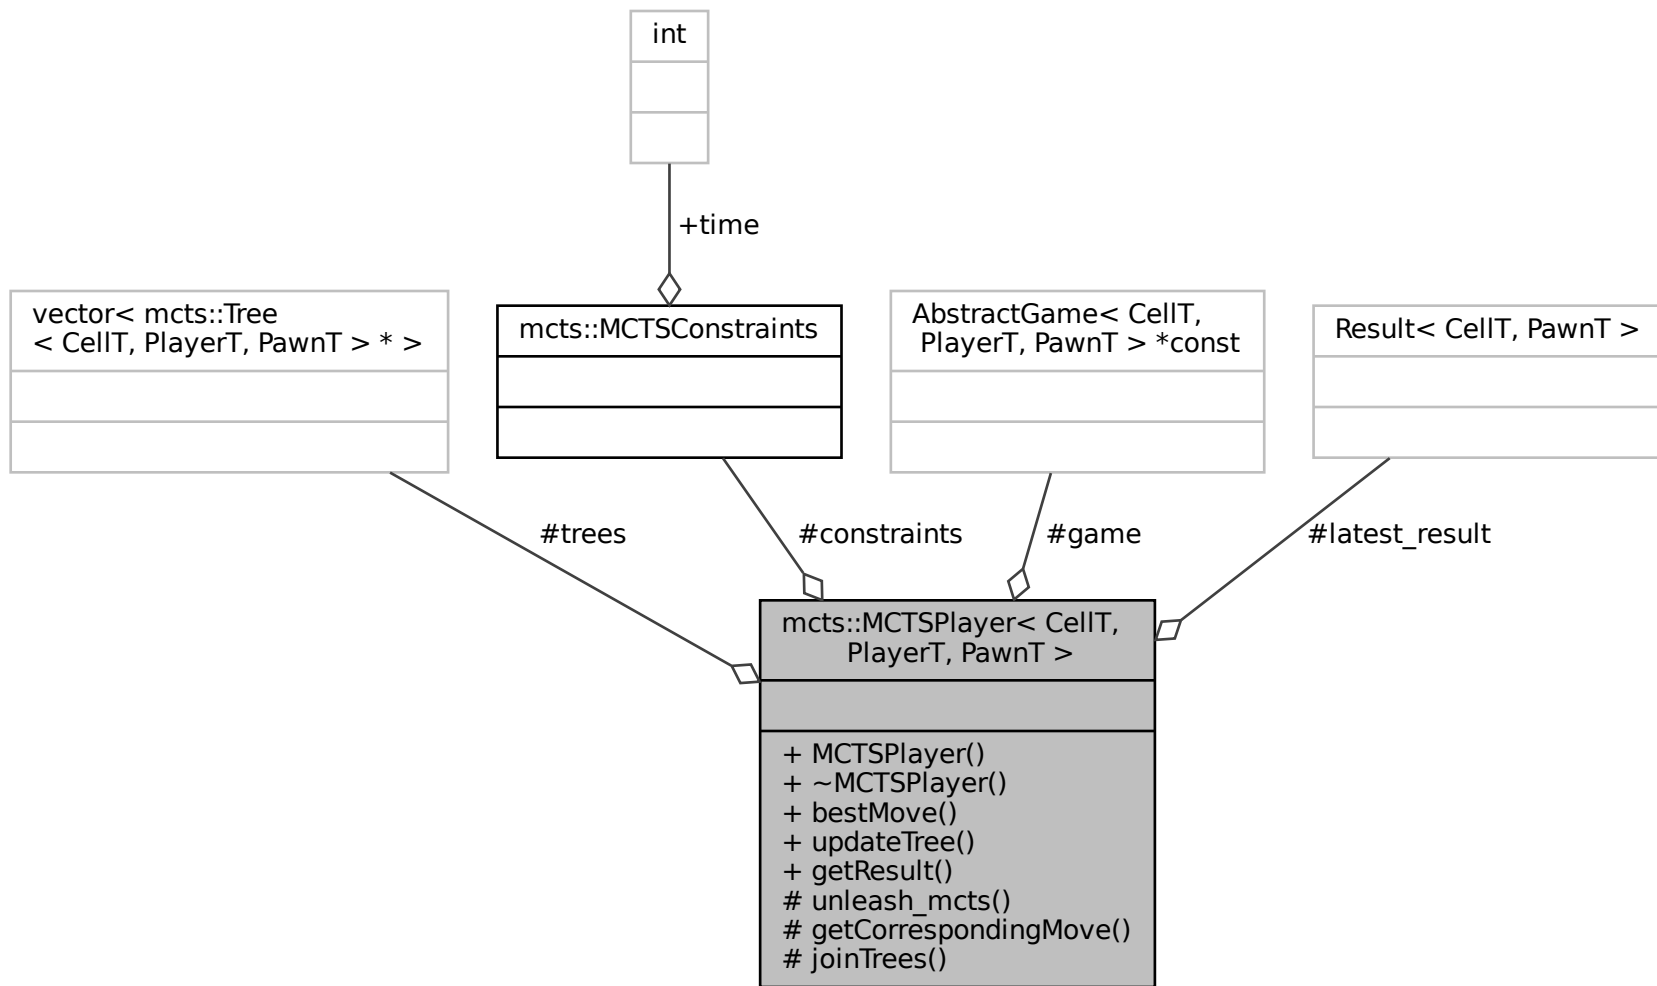 int
+time
vector< mcts::Tree
< CellT, PlayerT, PawnT > * >
mcts::MCTSConstraints
AbstractGame< CellT,
PlayerT, PawnT > *const
Result< CellT, PawnT >
#trees
#constraints
#game
#latest_result
mcts::MCTSPlayer< CellT,
PlayerT, PawnT >
+ MCTSPlayer()
+ ~MCTSPlayer()
+ bestMove()
+ updateTree()
+ getResult()
# unleash_mcts()
# getCorrespondingMove()
# joinTrees()